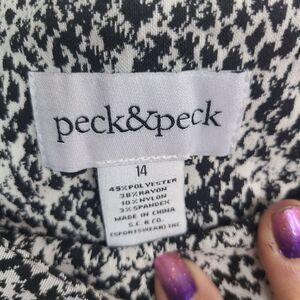 peck&peck
14
45%POLYESTER
38%RAYON
10%NYLON
3%SPANDEX
MADE IN CHINA
S.C. & CO.
(SPORTSWEAR) INC